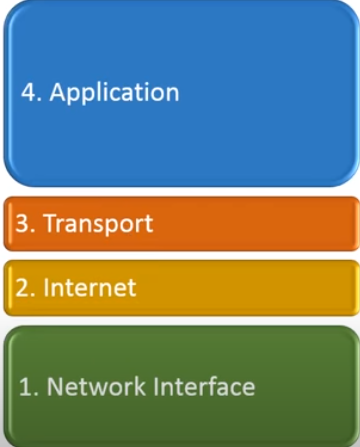 4. Application
3. Transport
2. Internet
1. Network Interface